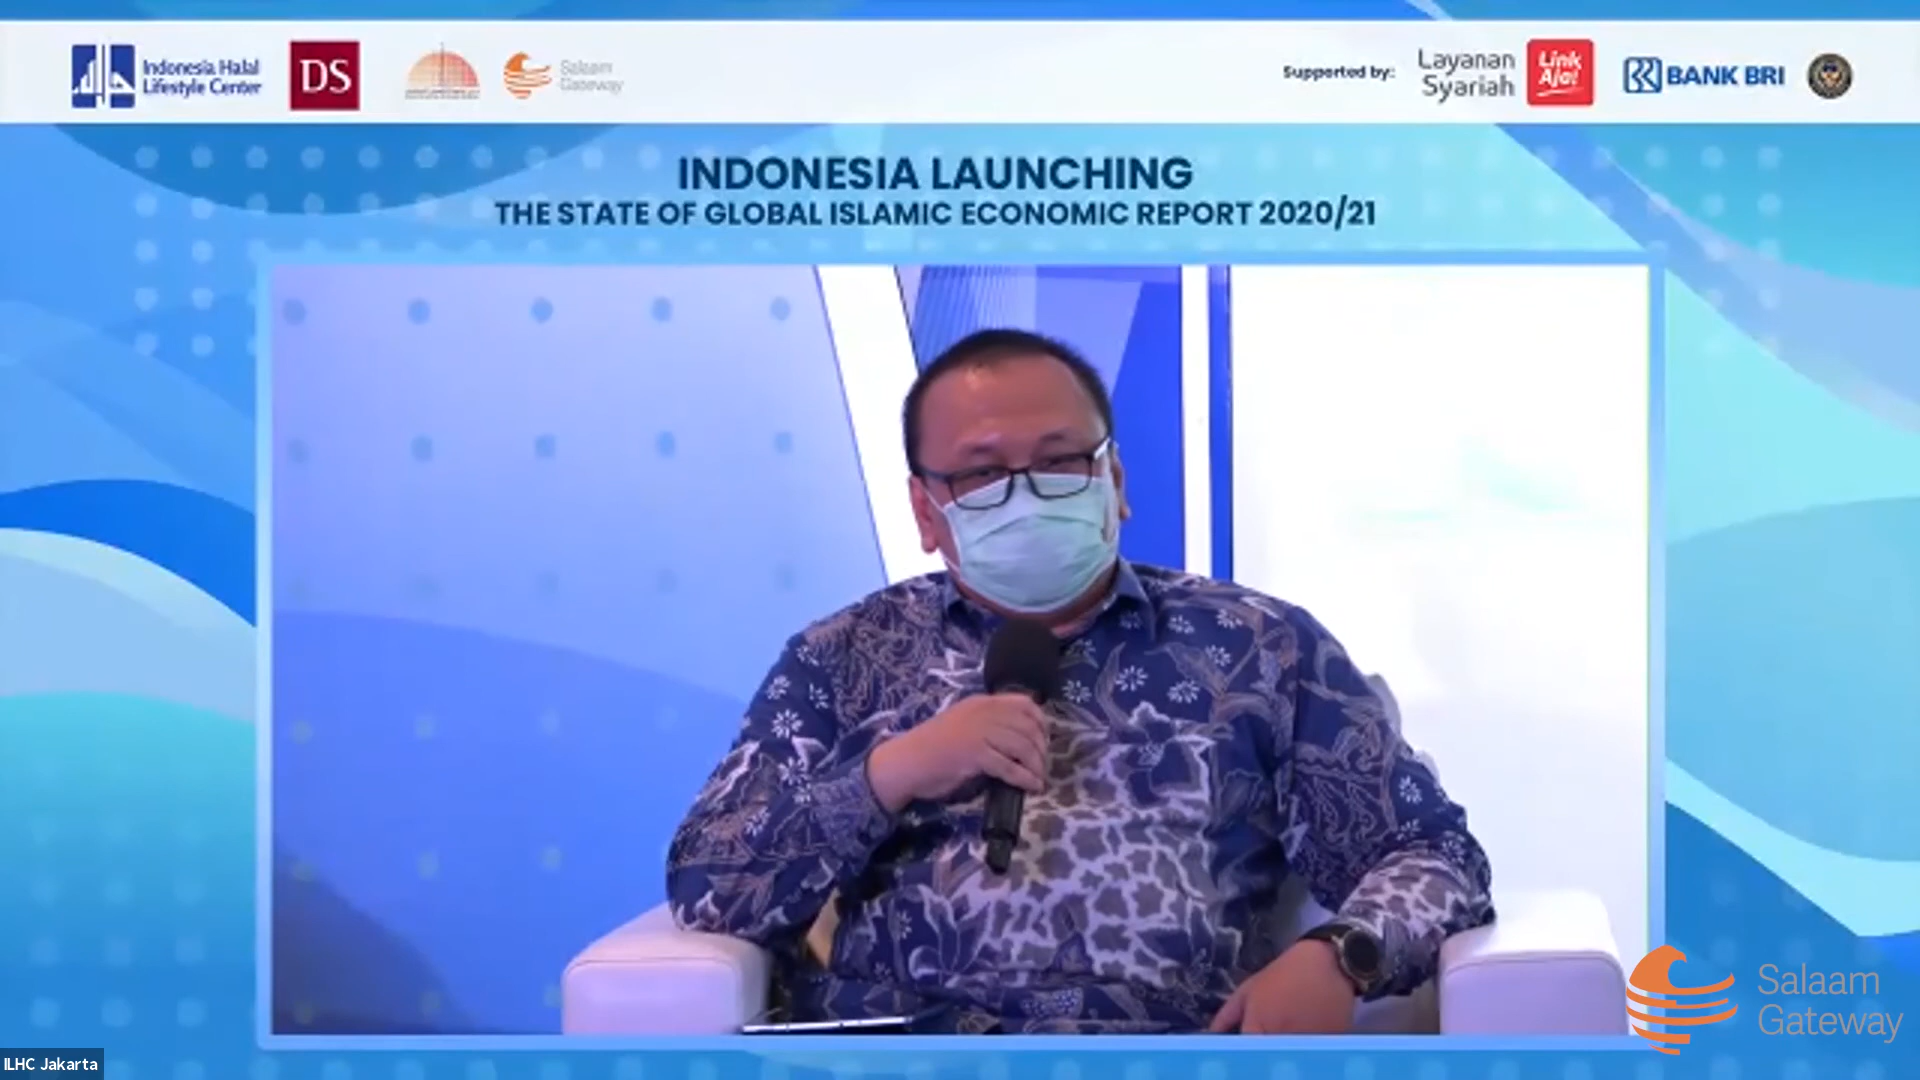 Indonesia Halal
Lifestyle Center
DS
Salaam
Gateway
Supported by:
Layanan
Syariah
Link
Aja!
BANK BRI
INDONESIA LAUNCHING
THE STATE OF GLOBAL ISLAMIC ECONOMIC REPORT 2020/21
Salaam
Gateway
ILHC Jakarta